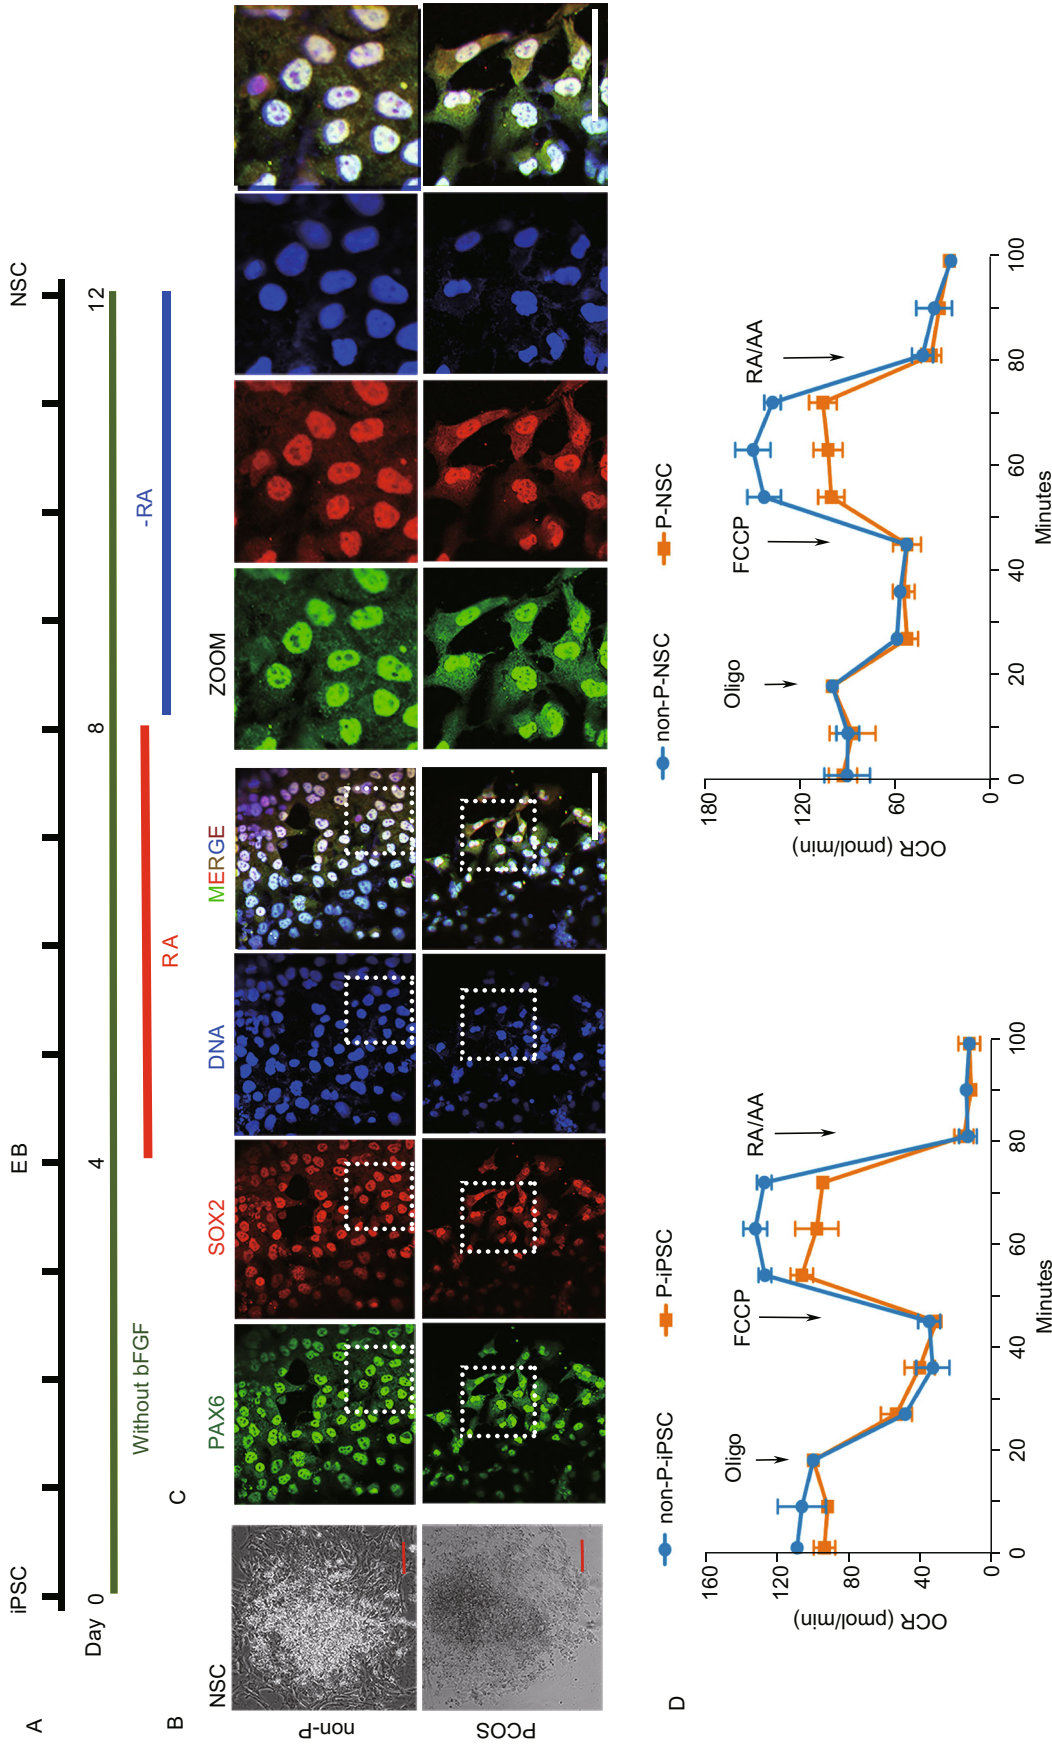 A
iPSC
EB
NSC
Day
0
4
8
12
Without bFGF
RA
-RA
B
NSC
non-P
PCOS
C
PAX6
SOX2
DNA
MERGE
ZOOM
D
non-P-iPSC
P-iPSC
OCR (pmol/min)
160
120
80
40
0
Oligo
FCCP
RA/AA
0 20 40 60 80 100
Minutes
non-P-NSC
P-NSC
OCR (pmol/min)
180
120
60
0
Oligo
FCCP
RA/AA
0 20 40 60 80 100
Minutes